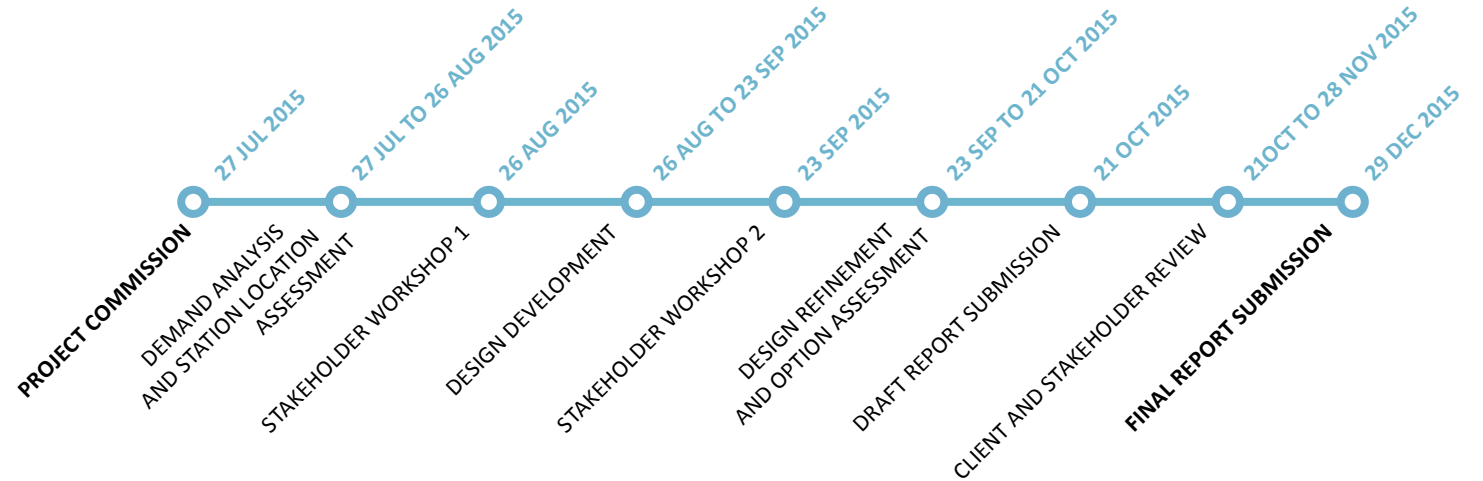 27 JUL 2015
PROJECT COMMISSION
27 JUL TO 26 AUG 2015
DEMAND ANALYSIS
AND STATION LOCATION
ASSESSMENT
26 AUG 2015
STAKEHOLDER WORKSHOP 1
26 AUG TO 23 SEP 2015
DESIGN DEVELOPMENT
23 SEP 2015
STAKEHOLDER WORKSHOP 2
23 SEP TO 21 OCT 2015
DESIGN REFINEMENT
AND OPTION ASSESSMENT
21 OCT 2015
DRAFT REPORT SUBMISSION
21OCT TO 28 NOV 2015
CLIENT AND STAKEHOLDER REVIEW
29 DEC 2015
FINAL REPORT SUBMISSION